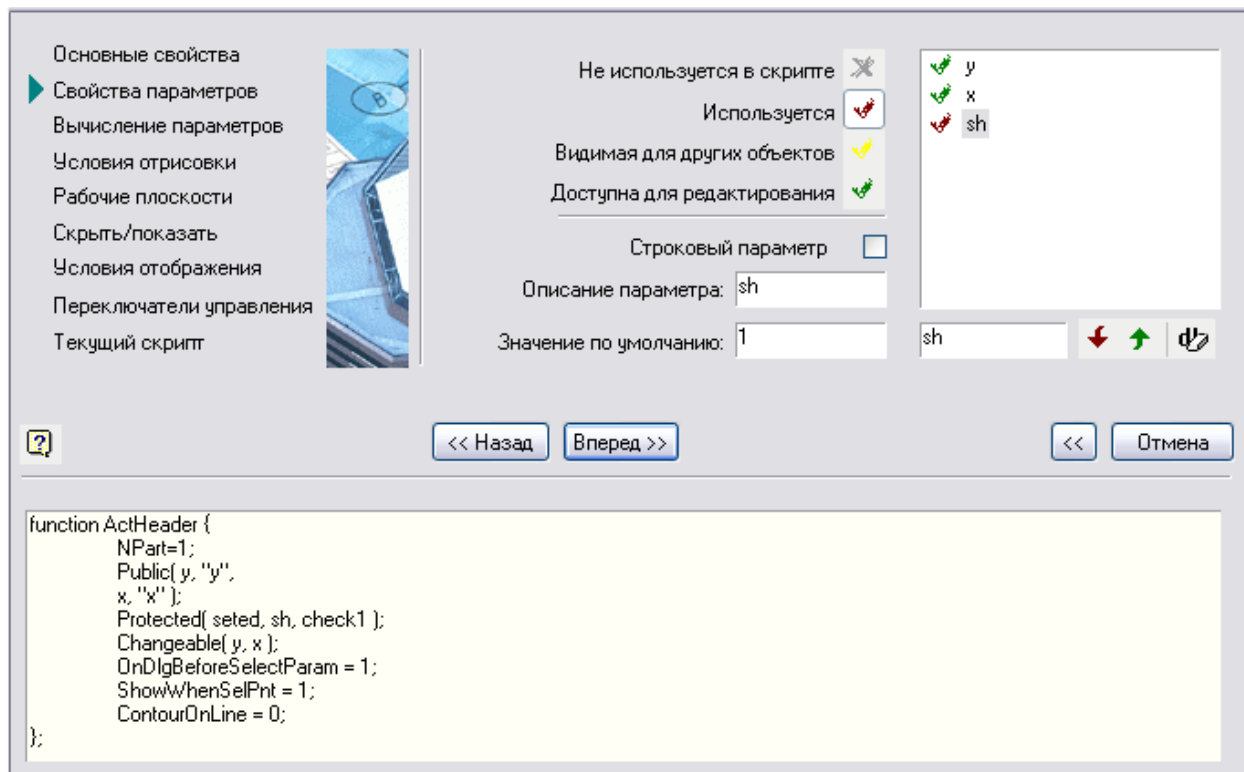 Основные свойства
Свойства параметров
Вычисление параметров
Условия отрисовки
Рабочие плоскости
Скрыть/показать
Условия отображения
Переключатели управления
Текущий скрипт
B
Не используется в скрипте
Используется
Видимая для других объектов
Доступна для редактирования
Строковый параметр
Описание параметра: sh
Значение по умолчанию: 1
y
x
sh
sh
<< Назад
Вперед >>
<<
Отмена
function ActHeader {
NPart=1;
Public( y, "y",
x, "x" );
Protected( seted, sh, check1 );
Changeable( y, x );
OnDlgBeforeSelectParam = 1;
ShowWhenSelPnt = 1;
ContourOnLine = 0;
};